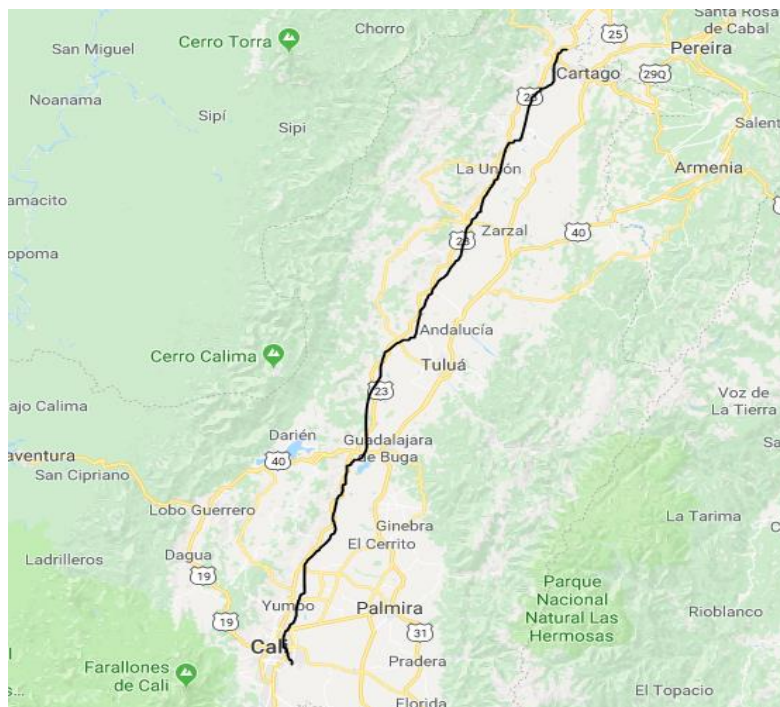 Santa Rosa
de Cabal
Chorro
25
San Miguel
Cerro Torra
Pereira
Cartago
29Q
Noanama
Sipí
Sipi
Salent
La Unión
Armenia
amacito
Zarzal
40
23
opoma
Andalucía
Cerro Calima
Tuluá
23
Voz de
La Tierra
ajo Calima
Darién
Guadalajara
de Buga
aventura
40
San Cipriano
Lobo Guerrero
La Tarima
Ginebra
El Cerrito
Ladrilleros
Dagua
19
Parque
Nacional
Natural Las
Hermosas
Yumbo
Palmira
19
31
Rioblanco
Cali
Pradera
Farallones
de Cali
El Topacio
Florida